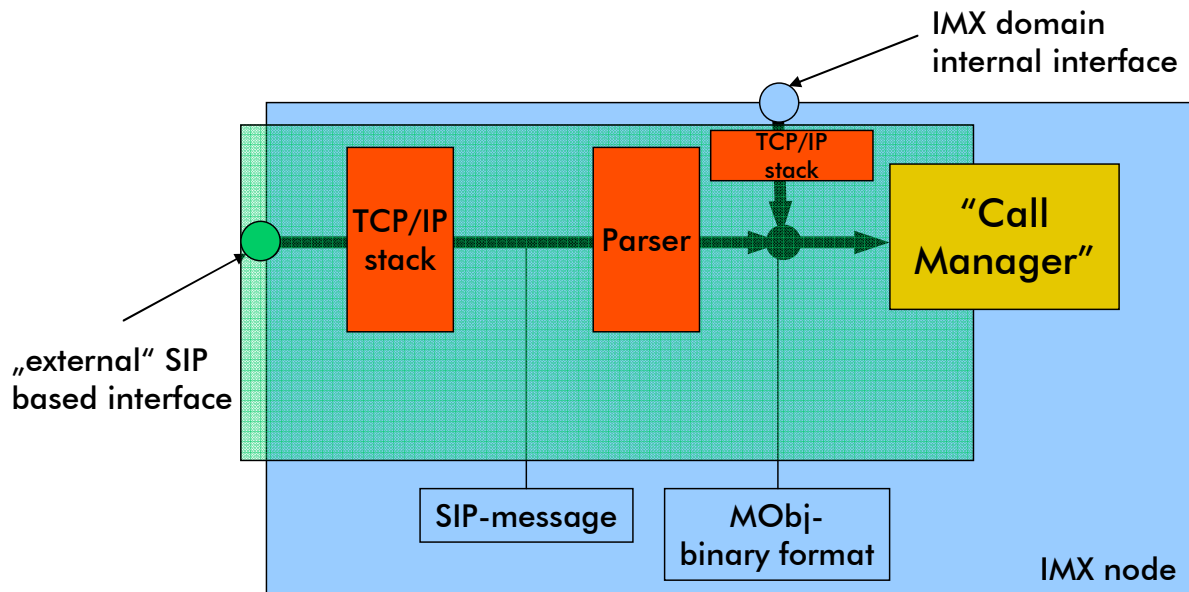 IMX domain
internal interface
TCP/IP
stack
TCP/IP
stack
Parser
“Call
Manager”
„external“ SIP
based interface
SIP-message
MObj-
binary format
IMX node